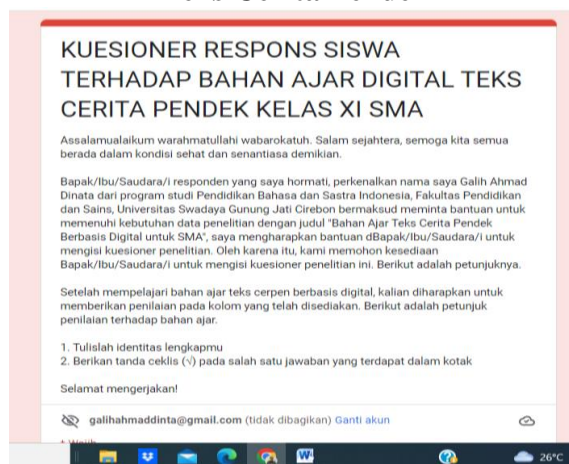 KUESIONER RESPONS SISWA
TERHADAP BAHAN AJAR DIGITAL TEKS
CERITA PENDEK KELAS XI SMA
Assalamualaikum warahmatullahi wabarokatuh. Salam sejahtera, semoga kita semua
berada dalam kondisi sehat dan senantiasa demikian.
Bapak/Ibu/Saudara/i responden yang saya hormati, perkenalkan nama saya Galih Ahmad
Dinata dari program studi Pendidikan Bahasa dan Sastra Indonesia, Fakultas Pendidikan
dan Sains, Universitas Swadaya Gunung Jati Cirebon bermaksud meminta bantuan untuk
memenuhi kebutuhan data penelitian dengan judul "Bahan Ajar Teks Cerita Pendek
Berbasis Digital untuk SMA", saya mengharapkan bantuan dBapak/Ibu/Saudara/i untuk
mengisi kuesioner penelitian. Oleh karena itu, kami memohon kesediaan
Bapak/Ibu/Saudara/i untuk mengisi kuesioner penelitian ini. Berikut adalah petunjuknya.
Setelah mempelajari bahan ajar teks cerpen berbasis digital, kalian diharapkan untuk
memberikan penilaian pada kolom yang telah disediakan. Berikut adalah petunjuk
penilaian terhadap bahan ajar.
1. Tulislah identitas lengkapmu
2. Berikan tanda ceklis (√) pada salah satu jawaban yang terdapat dalam kotak
Selamat mengerjakan!
galihahmaddinta@gmail.com (tidak dibagikan) Ganti akun
26°C